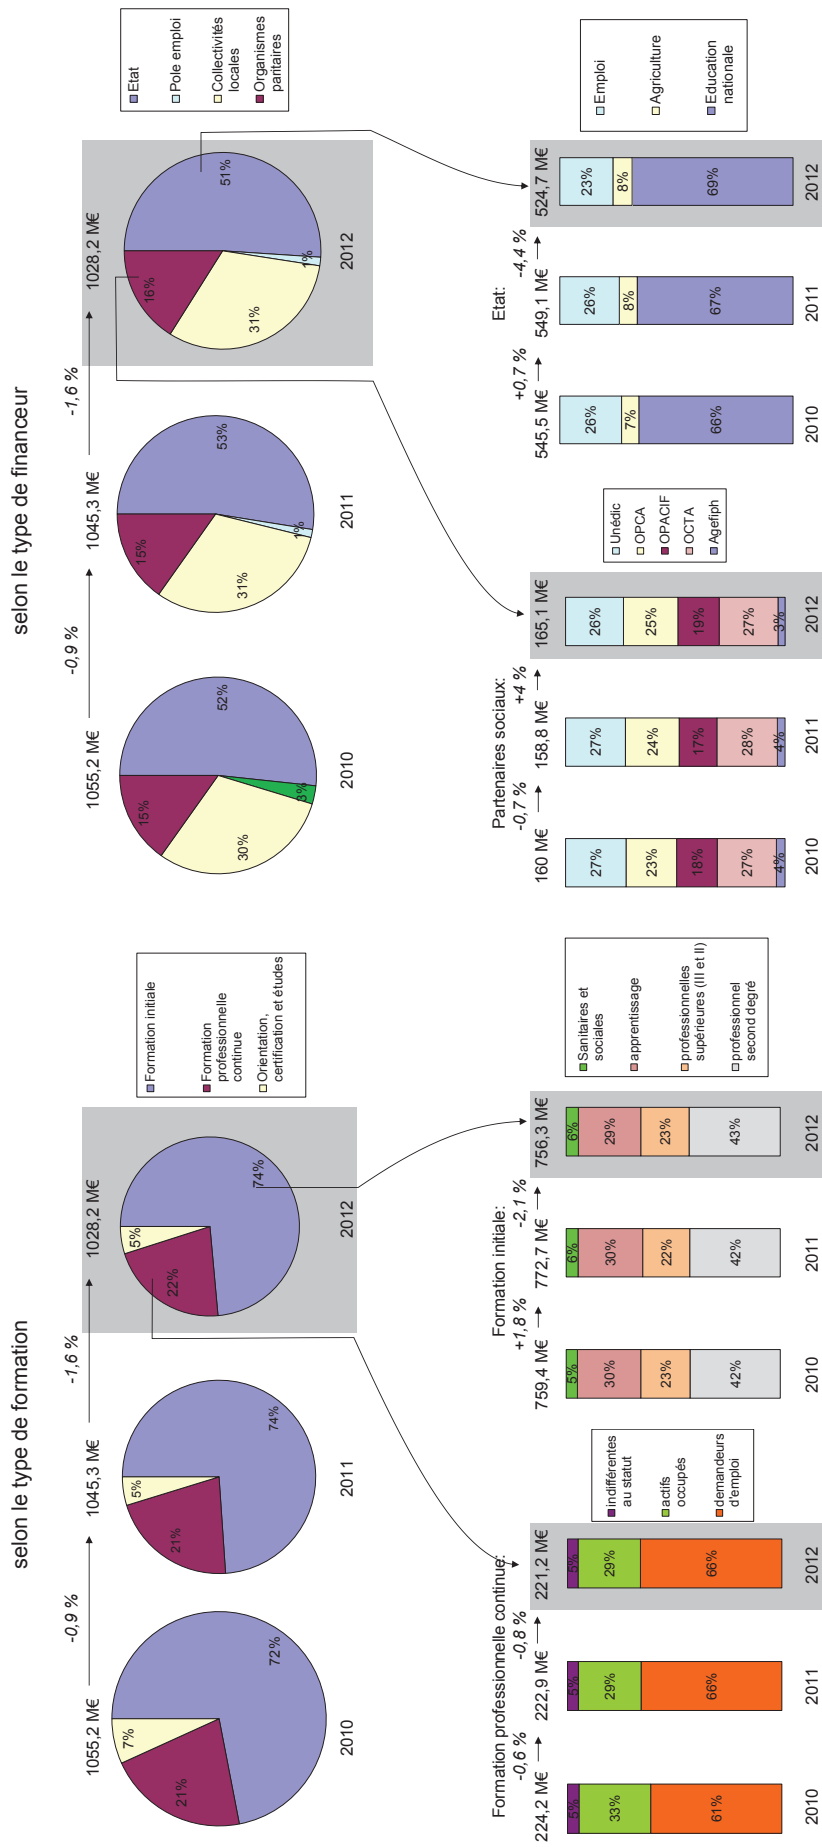 selon le type de formation
1055,2 M€
-0,9 %
1045,3 M€
-1,6 %
1028,2 M€
7%
21%
72%
2010
5%
21%
74%
2011
5%
22%
74%
2012
Formation initiale
Formation
professionnelle
continue
Orientation,
certification et études
Formation professionnelle continue:
224,2 M€
-0,6 %
222,9 M€
-0,8 %
221,2 M€
5%
33%
61%
2010
5%
29%
66%
2011
5%
29%
66%
2012
indifférentes
au statut
actifs
occupés
demandeurs
d'emploi
Formation initiale:
759,4 M€
+1,8 %
772,7 M€
-2,1 %
756,3 M€
5%
30%
23%
42%
2010
6%
30%
22%
42%
2011
6%
29%
23%
43%
2012
Sanitaires et
sociales
apprentissage
professionnelles
supérieures (III et II)
professionnel
second degré
selon le type de financeur
1055,2 M€
-0,9 %
1045,3 M€
-1,6 %
1028,2 M€
15%
30%
3%
52%
2010
15%
31%
1%
53%
2011
16%
31%
1%
51%
2012
Etat
Pole emploi
Collectivités
locales
Organismes
paritaires
Partenaires sociaux:
160 M€
-0,7 %
158,8 M€
+4 %
165,1 M€
27%
23%
18%
27%
4%
2010
27%
24%
17%
28%
4%
2011
26%
25%
19%
27%
3%
2012
Unédic
OPCA
OPACIF
OCTA
Agefiph
Etat:
545,5 M€
+0,7 %
549,1 M€
-4,4 %
524,7 M€
26%
7%
66%
2010
26%
8%
67%
2011
23%
8%
69%
2012
Emploi
Agriculture
Education
nationale